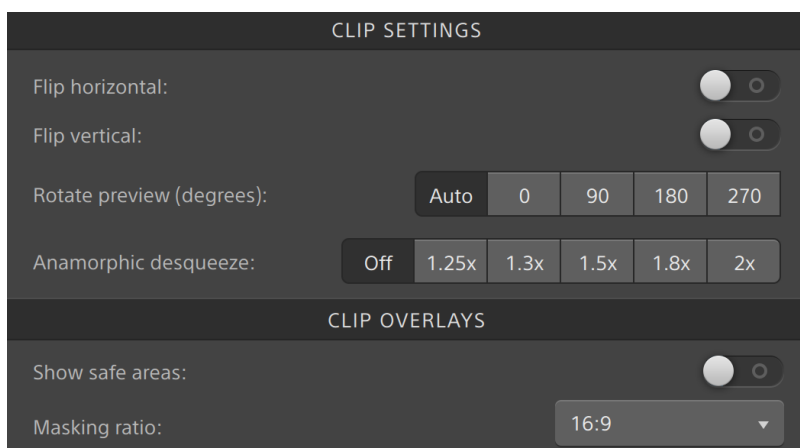 CLIP SETTINGS
Flip horizontal:
Flip vertical:
Rotate preview (degrees): Auto 0 90 180 270
Anamorphic desqueeze: Off 1.25x 1.3x 1.5x 1.8x 2x
CLIP OVERLAYS
Show safe areas:
Masking ratio: 16:9